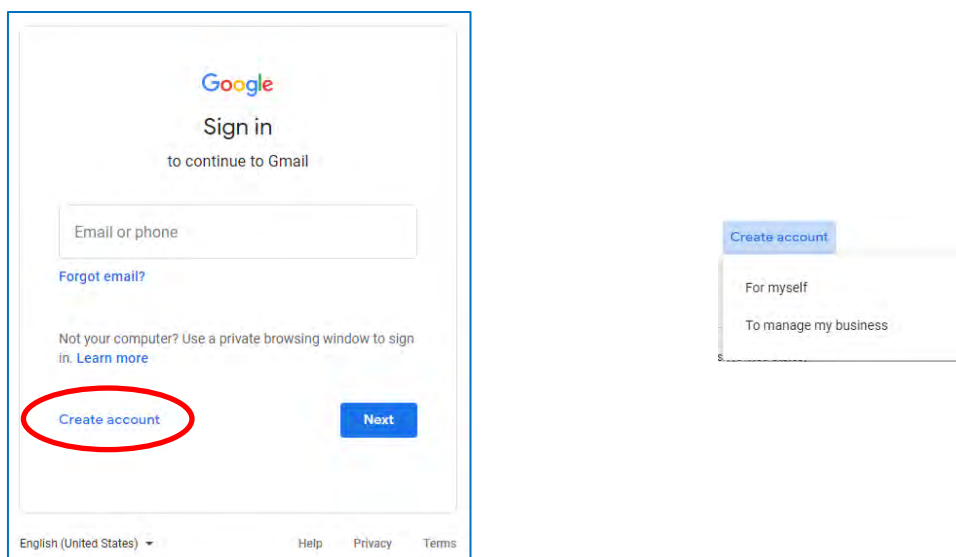 Google
Sign in
to continue to Gmail
Email or phone
Forgot email?
Not your computer? Use a private browsing window to sign
in. Learn more
Create account
Next
English (United States)
Help Privacy Terms
Create account
For myself
To manage my business